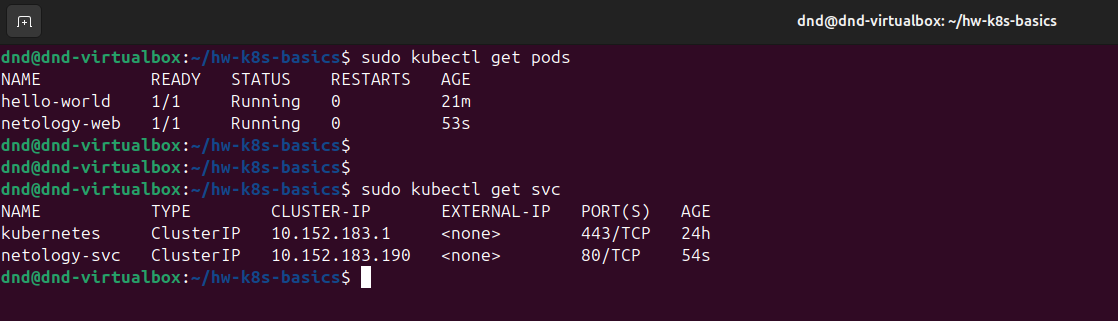 dnd@dnd-virtualbox: ~/hw-k8s-basics
dnd@dnd-virtualbox:~/hw-k8s-basics$ sudo kubectl get pods
NAME           READY   STATUS    RESTARTS   AGE
hello-world    1/1     Running   0          21m
netology-web   1/1     Running   0          53s
dnd@dnd-virtualbox:~/hw-k8s-basics$
dnd@dnd-virtualbox:~/hw-k8s-basics$
dnd@dnd-virtualbox:~/hw-k8s-basics$ sudo kubectl get svc
NAME           TYPE        CLUSTER-IP       EXTERNAL-IP   PORT(S)   AGE
kubernetes     ClusterIP   10.152.183.1     <none>        443/TCP   24h
netology-svc   ClusterIP   10.152.183.190   <none>        80/TCP    54s
dnd@dnd-virtualbox:~/hw-k8s-basics$